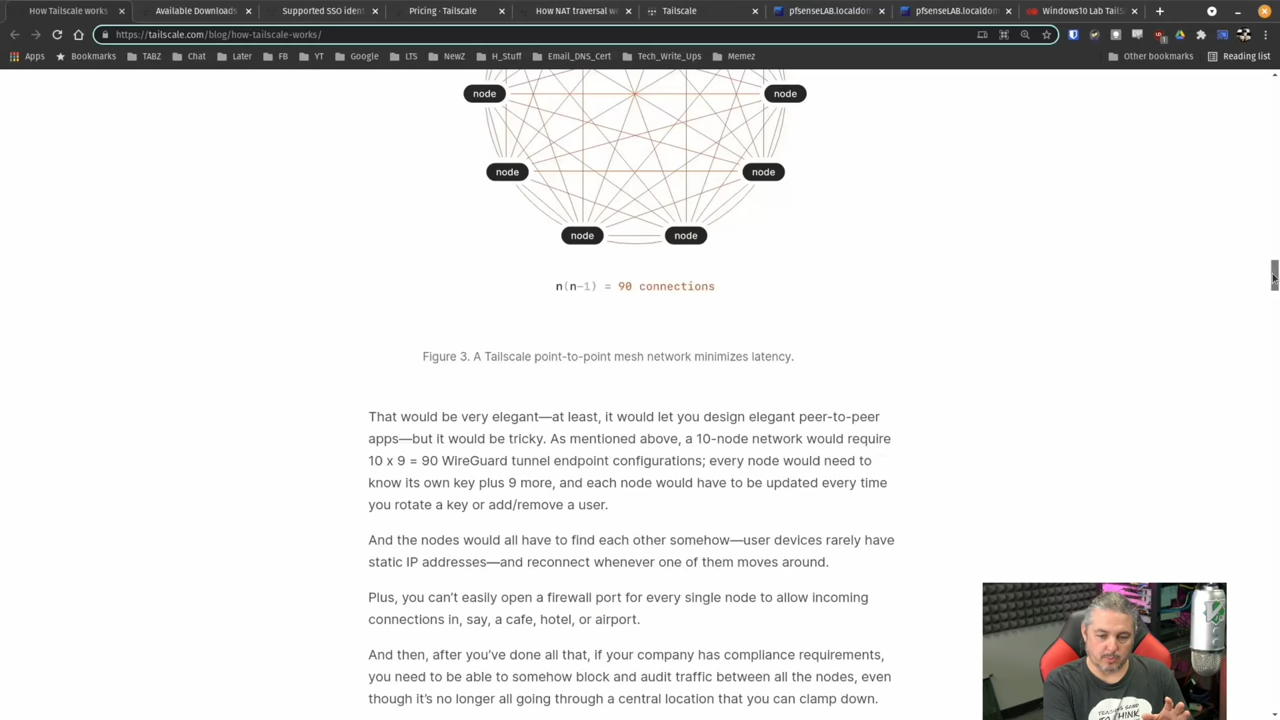 How Tailscale works
Available Downloads
Supported SSO ident
Pricing · Tailscale
How NAT traversal w
Tailscale
pfsenseLAB.localdom
pfsenseLAB.localdom
Windows10 Lab TailS
https://tailscale.com/blog/how-tailscale-works/
Apps
Bookmarks
TABZ
Chat
Later
FB
YT
Google
LTS
NewZ
H_Stuff
Email_DNS_Cert
Tech_Write_Ups
Memez
Other bookmarks
Reading list
node
node
node
node
node
node
n(n-1) = 90 connections
Figure 3. A Tailscale point-to-point mesh network minimizes latency.
That would be very elegant—at least, it would let you design elegant peer-to-peer
apps—but it would be tricky. As mentioned above, a 10-node network would require
10 x 9 = 90 WireGuard tunnel endpoint configurations; every node would need to
know its own key plus 9 more, and each node would have to be updated every time
you rotate a key or add/remove a user.
And the nodes would all have to find each other somehow—user devices rarely have
static IP addresses—and reconnect whenever one of them moves around.
Plus, you can’t easily open a firewall port for every single node to allow incoming
connections in, say, a cafe, hotel, or airport.
And then, after you’ve done all that, if your company has compliance requirements,
you need to be able to somehow block and audit traffic between all the nodes, even
though it’s no longer all going through a central location that you can clamp down.